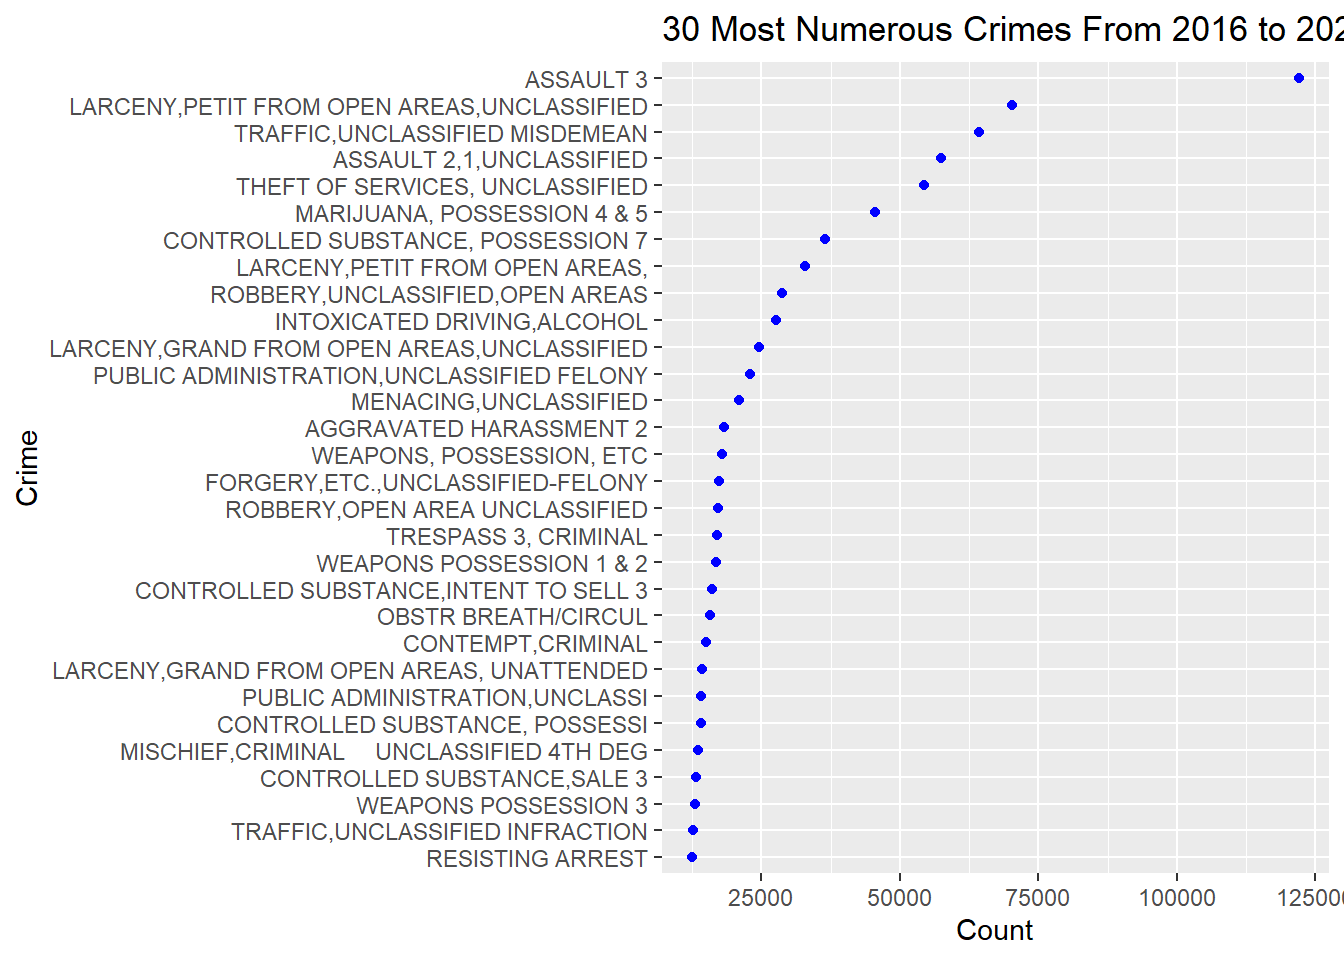 30 Most Numerous Crimes From 2016 to 202
ASSAULT 3
LARCENY,PETIT FROM OPEN AREAS,UNCLASSIFIED
TRAFFIC,UNCLASSIFIED MISDEMEAN
ASSAULT 2,1,UNCLASSIFIED
THEFT OF SERVICES, UNCLASSIFIED
MARIJUANA, POSSESSION 4 & 5
CONTROLLED SUBSTANCE, POSSESSION 7
LARCENY,PETIT FROM OPEN AREAS,
ROBBERY,UNCLASSIFIED,OPEN AREAS
INTOXICATED DRIVING,ALCOHOL
LARCENY,GRAND FROM OPEN AREAS,UNCLASSIFIED
PUBLIC ADMINISTRATION,UNCLASSIFIED FELONY
MENACING,UNCLASSIFIED
AGGRAVATED HARASSMENT 2
WEAPONS, POSSESSION, ETC
FORGERY,ETC.,UNCLASSIFIED-FELONY
ROBBERY,OPEN AREA UNCLASSIFIED
TRESPASS 3, CRIMINAL
WEAPONS POSSESSION 1 & 2
CONTROLLED SUBSTANCE,INTENT TO SELL 3
OBSTR BREATH/CIRCUL
CONTEMPT,CRIMINAL
LARCENY,GRAND FROM OPEN AREAS, UNATTENDED
PUBLIC ADMINISTRATION,UNCLASSI
CONTROLLED SUBSTANCE, POSSESSI
MISCHIEF,CRIMINAL     UNCLASSIFIED 4TH DEG
CONTROLLED SUBSTANCE,SALE 3
WEAPONS POSSESSION 3
TRAFFIC,UNCLASSIFIED INFRACTION
RESISTING ARREST
Crime
25000 50000 75000 100000 125000
Count